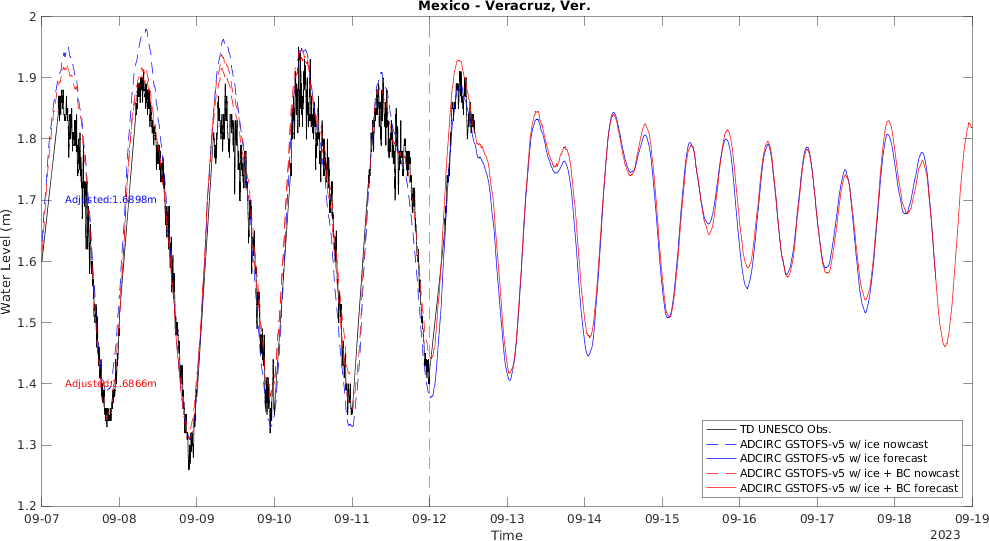 Mexico - Veracruz, Ver.
2
1.9
1.8
1.7
1.6
1.5
1.4
1.3
1.2
Water Level (m)
Adjusted:1.6898m
Adjusted:1.6866m
TD UNESCO Obs.
ADCIRC GSTOFS-v5 w/ ice nowcast
ADCIRC GSTOFS-v5 w/ ice forecast
ADCIRC GSTOFS-v5 w/ ice + BC nowcast
ADCIRC GSTOFS-v5 w/ ice + BC forecast
09-07 09-08 09-09 09-10 09-11 09-12 09-13 09-14 09-15 09-16 09-17 09-18 09-19
Time
2023